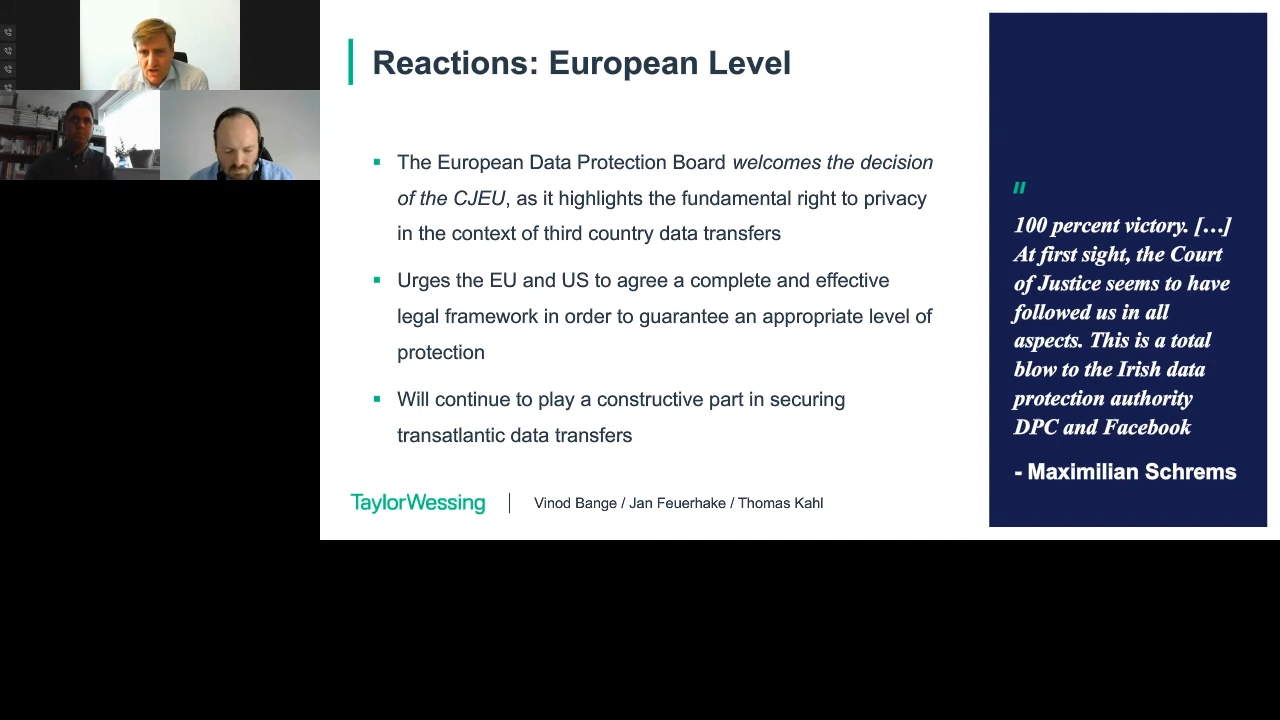 Reactions: European Level
▪ The European Data Protection Board welcomes the decision
of the CJEU, as it highlights the fundamental right to privacy
in the context of third country data transfers
▪ Urges the EU and US to agree a complete and effective
legal framework in order to guarantee an appropriate level of
protection
▪ Will continue to play a constructive part in securing
transatlantic data transfers
TaylorWessing | Vinod Bange / Jan Feuerhake / Thomas Kahl
"
100 percent victory. […]
At first sight, the Court
of Justice seems to have
followed us in all
aspects. This is a total
blow to the Irish data
protection authority
DPC and Facebook
- Maximilian Schrems